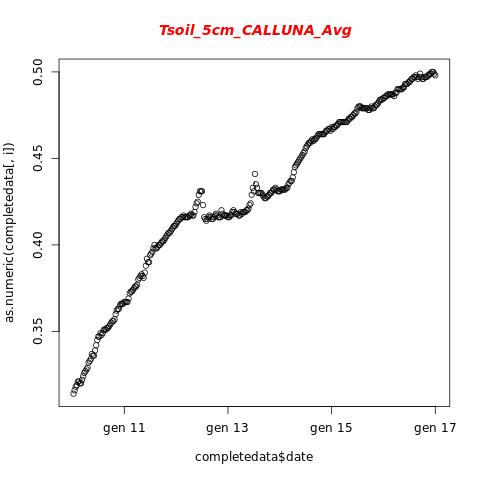 Tsoil_5cm_CALLUNA_Avg
as.numeric(completedata[, i])
0.50
0.45
0.40
0.35
gen 11
gen 13
gen 15
gen 17
completedata$date